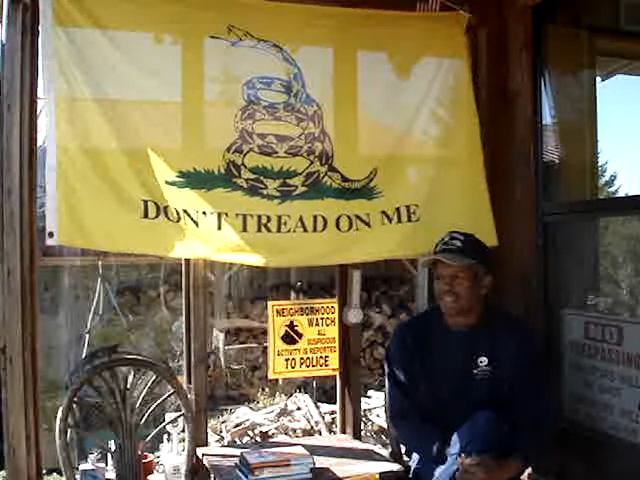 DON'T TREAD ON ME
NEIGHBORHOOD
WATCH
ALL
SUSPICIOUS
ACTIVITY IS REPORTED
TO POLICE
NO
TRESPASSING